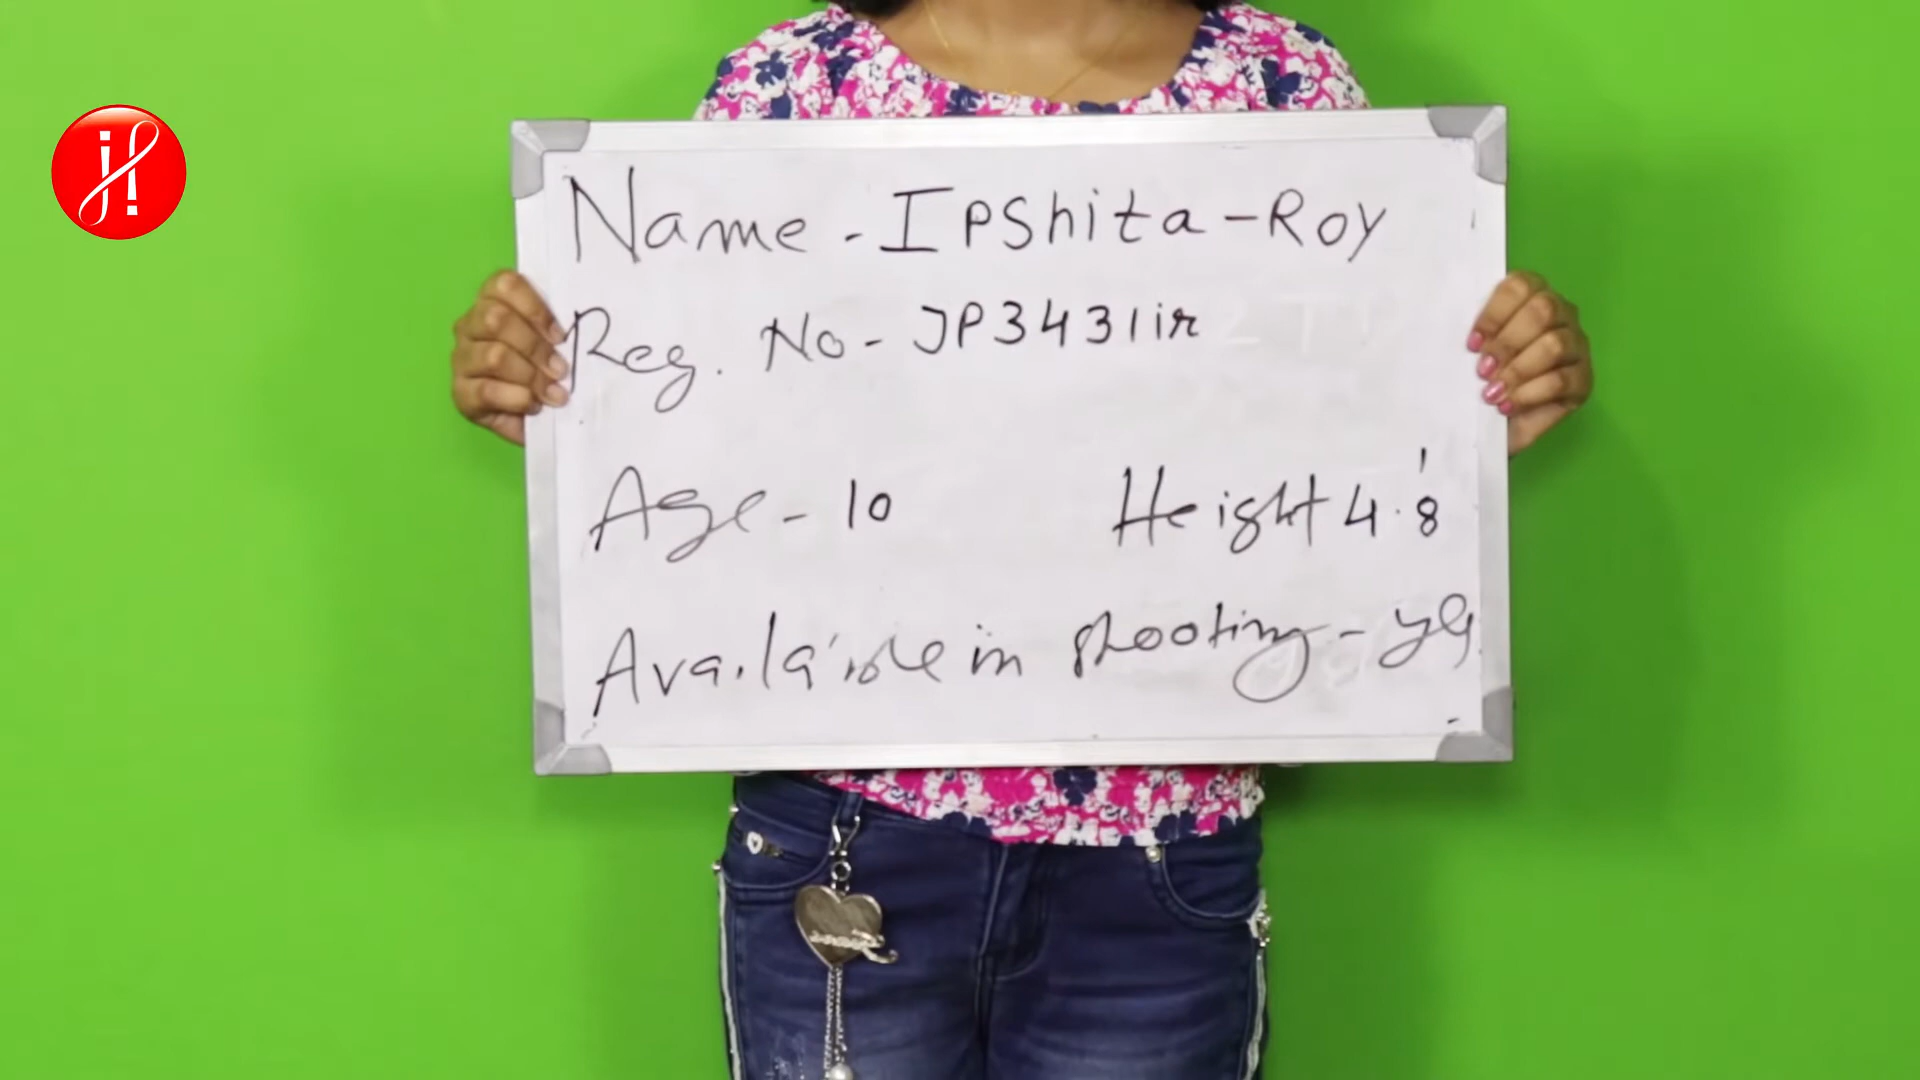 Name - Ipshita - Roy
Reg. No - JP3431ir
Age - 10 Height 4.8'
Available in shooting - yes